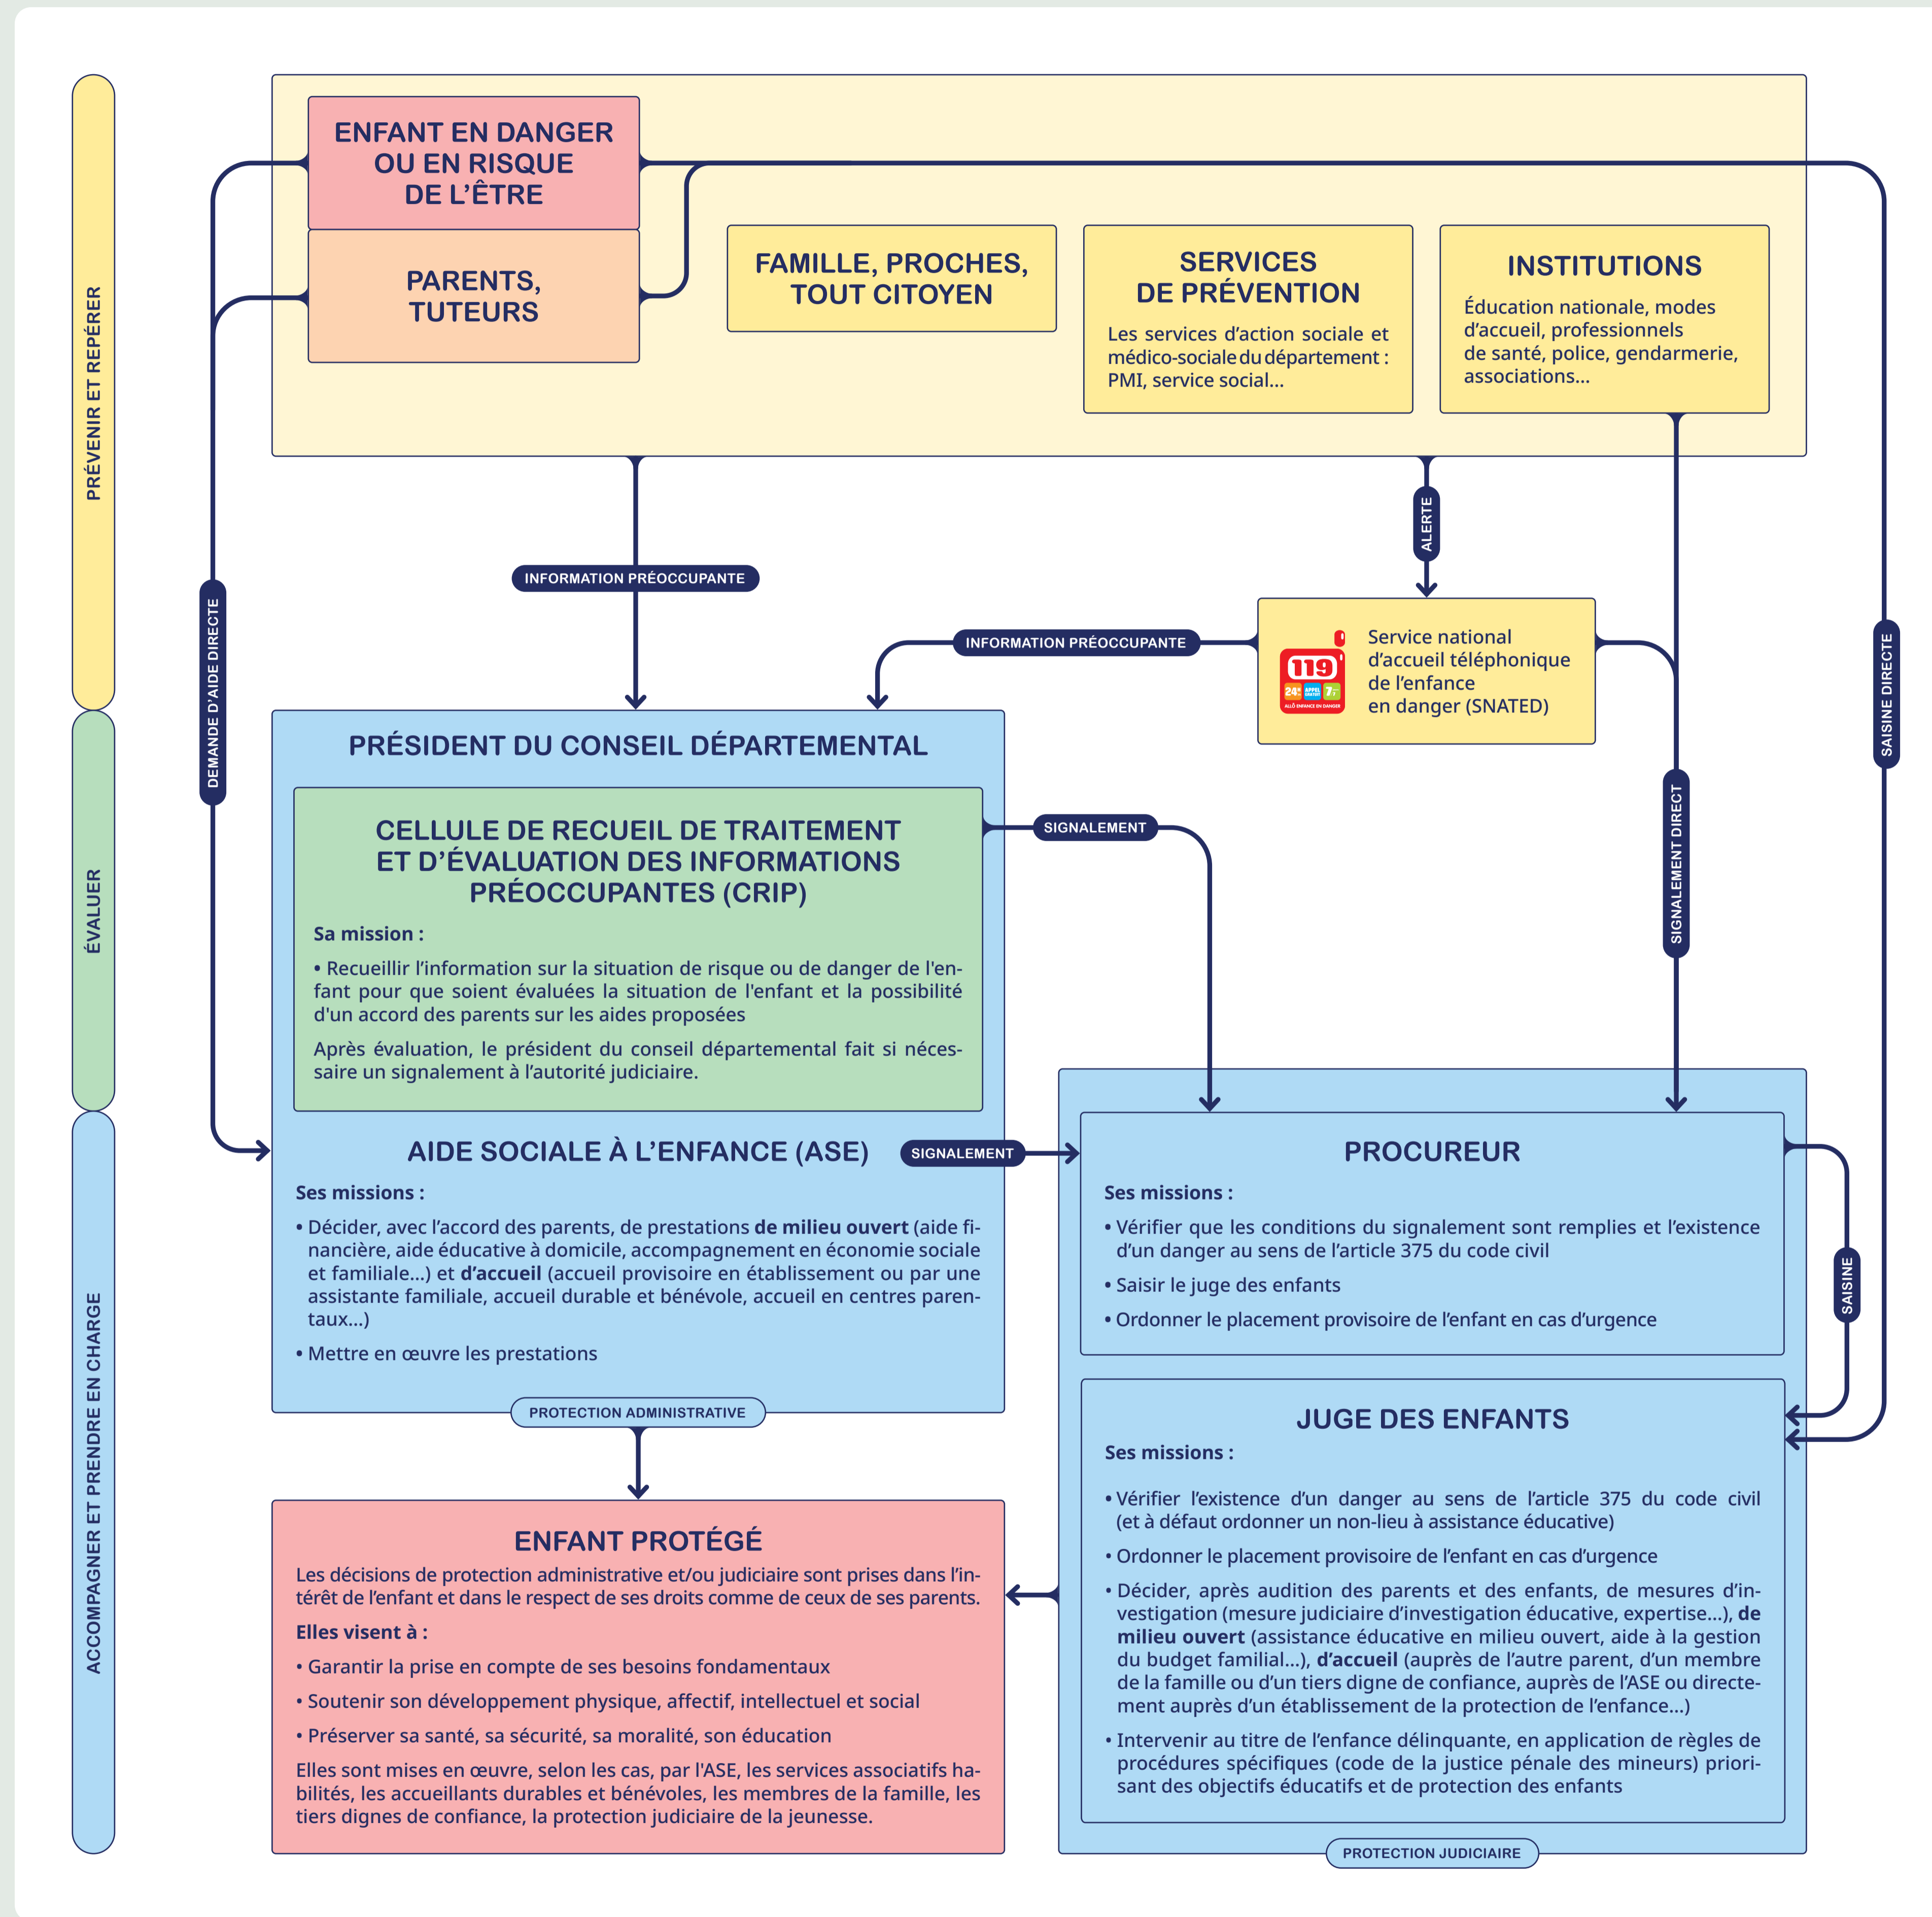 PRÉVENIR ET REPÉRER
ÉVALUER
ACCOMPAGNER ET PRENDRE EN CHARGE
ENFANT EN DANGER
OU EN RISQUE
DE L’ÊTRE
PARENTS,
TUTEURS
FAMILLE, PROCHES,
TOUT CITOYEN
SERVICES
DE PRÉVENTION
Les services d’action sociale et
médico-sociale du département :
PMI, service social...
INSTITUTIONS
Éducation nationale, modes
d’accueil, professionnels
de santé, police, gendarmerie,
associations...
DEMANDE D’AIDE DIRECTE
INFORMATION PRÉOCCUPANTE
ALERTE
INFORMATION PRÉOCCUPANTE
119
24h/24
APPEL GRATUIT
7j/7
ALLÔ ENFANCE EN DANGER
Service national
d’accueil téléphonique
de l’enfance
en danger (SNATED)
SAISINE DIRECTE
SIGNALEMENT DIRECT
PRÉSIDENT DU CONSEIL DÉPARTEMENTAL
CELLULE DE RECUEIL DE TRAITEMENT
ET D’ÉVALUATION DES INFORMATIONS
PRÉOCCUPANTES (CRIP)
Sa mission :
• Recueillir l’information sur la situation de risque ou de danger de l'en-
fant pour que soient évaluées la situation de l'enfant et la possibilité
d'un accord des parents sur les aides proposées
Après évaluation, le président du conseil départemental fait si néces-
saire un signalement à l’autorité judiciaire.
SIGNALEMENT
AIDE SOCIALE À L’ENFANCE (ASE)
SIGNALEMENT
Ses missions :
• Décider, avec l’accord des parents, de prestations de milieu ouvert (aide fi-
nancière, aide éducative à domicile, accompagnement en économie sociale
et familiale...) et d’accueil (accueil provisoire en établissement ou par une
assistante familiale, accueil durable et bénévole, accueil en centres paren-
taux...)
• Mettre en œuvre les prestations
PROTECTION ADMINISTRATIVE
PROCUREUR
Ses missions :
• Vérifier que les conditions du signalement sont remplies et l’existence
d’un danger au sens de l’article 375 du code civil
• Saisir le juge des enfants
• Ordonner le placement provisoire de l’enfant en cas d’urgence
SAISINE
JUGE DES ENFANTS
Ses missions :
• Vérifier l’existence d’un danger au sens de l’article 375 du code civil
(et à défaut ordonner un non-lieu à assistance éducative)
• Ordonner le placement provisoire de l’enfant en cas d’urgence
• Décider, après audition des parents et des enfants, de mesures d’in-
vestigation (mesure judiciaire d’investigation éducative, expertise...), de
milieu ouvert (assistance éducative en milieu ouvert, aide à la gestion
du budget familial...), d’accueil (auprès de l’autre parent, d’un membre
de la famille ou d’un tiers digne de confiance, auprès de l’ASE ou directe-
ment auprès d’un établissement de la protection de l’enfance...)
• Intervenir au titre de l’enfance délinquante, en application de règles de
procédures spécifiques (code de la justice pénale des mineurs) priori-
sant des objectifs éducatifs et de protection des enfants
PROTECTION JUDICIAIRE
ENFANT PROTÉGÉ
Les décisions de protection administrative et/ou judiciaire sont prises dans l’in-
térêt de l’enfant et dans le respect de ses droits comme de ceux de ses parents.
Elles visent à :
• Garantir la prise en compte de ses besoins fondamentaux
• Soutenir son développement physique, affectif, intellectuel et social
• Préserver sa santé, sa sécurité, sa moralité, son éducation
Elles sont mises en œuvre, selon les cas, par l'ASE, les services associatifs ha-
bilités, les accueillants durables et bénévoles, les membres de la famille, les
tiers dignes de confiance, la protection judiciaire de la jeunesse.